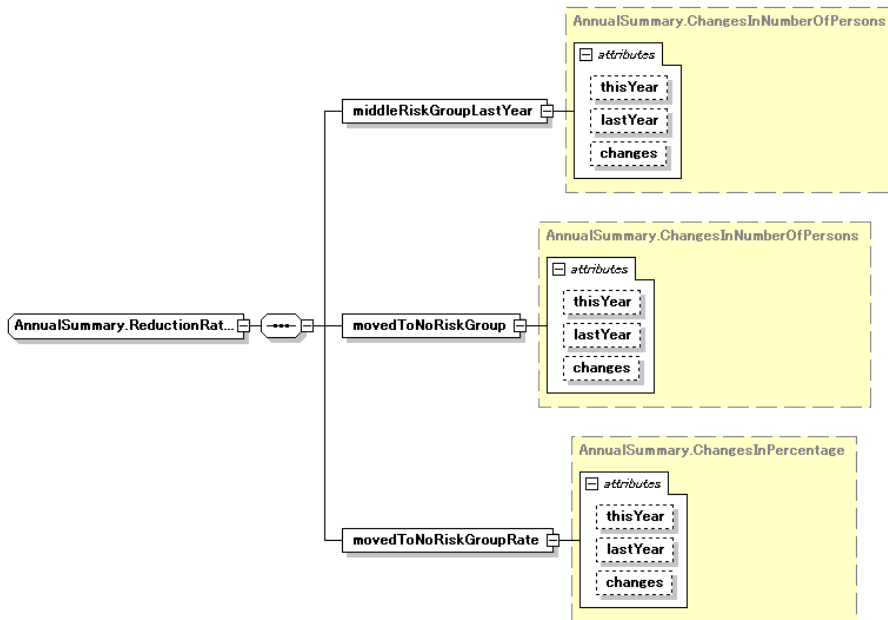 AnnualSummary.ChangesInNumberOfPersons
attributes
thisYear
middleRiskGroupLastYear
lastYear
changes
AnnualSummary.ChangesInNumberOfPersons
attributes
thisYear
AnnualSummary.ReductionRat...
movedToNoRiskGroup
lastYear
changes
AnnualSummary.ChangesInPercentage
attributes
thisYear
movedToNoRiskGroupRate
lastYear
changes